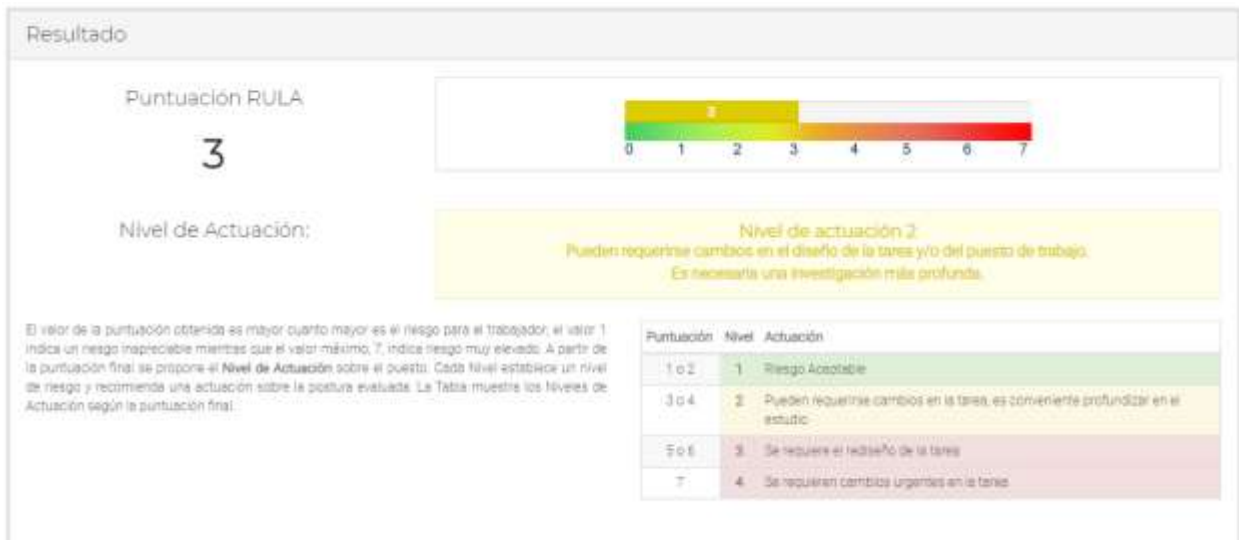 Resultado
Puntuación RULA
3
3
0 1 2 3 4 5 6 7
Nivel de Actuación:
Nivel de actuación 2
Pueden requerirse cambios en el diseño de la tarea y/o del puesto de trabajo.
Es necesaria una investigación más profunda.
El valor de la puntuación obtenida es mayor cuanto mayor es el riesgo para el trabajador; el valor 1
indica un riesgo inapreciable mientras que el valor máximo, 7, indica riesgo muy elevado. A partir de
la puntuación final se propone el Nivel de Actuación sobre el puesto. Cada Nivel establece un nivel
de riesgo y recomienda una actuación sobre la postura evaluada. La Tabla muestra los Niveles de
Actuación según la puntuación final.
Puntuación Nivel Actuación
1 o 2 1 Riesgo Aceptable
3 o 4 2 Pueden requerirse cambios en la tarea; es conveniente profundizar en el
estudio
5 o 6 3 Se requiere el rediseño de la tarea
7 4 Se requieren cambios urgentes en la tarea